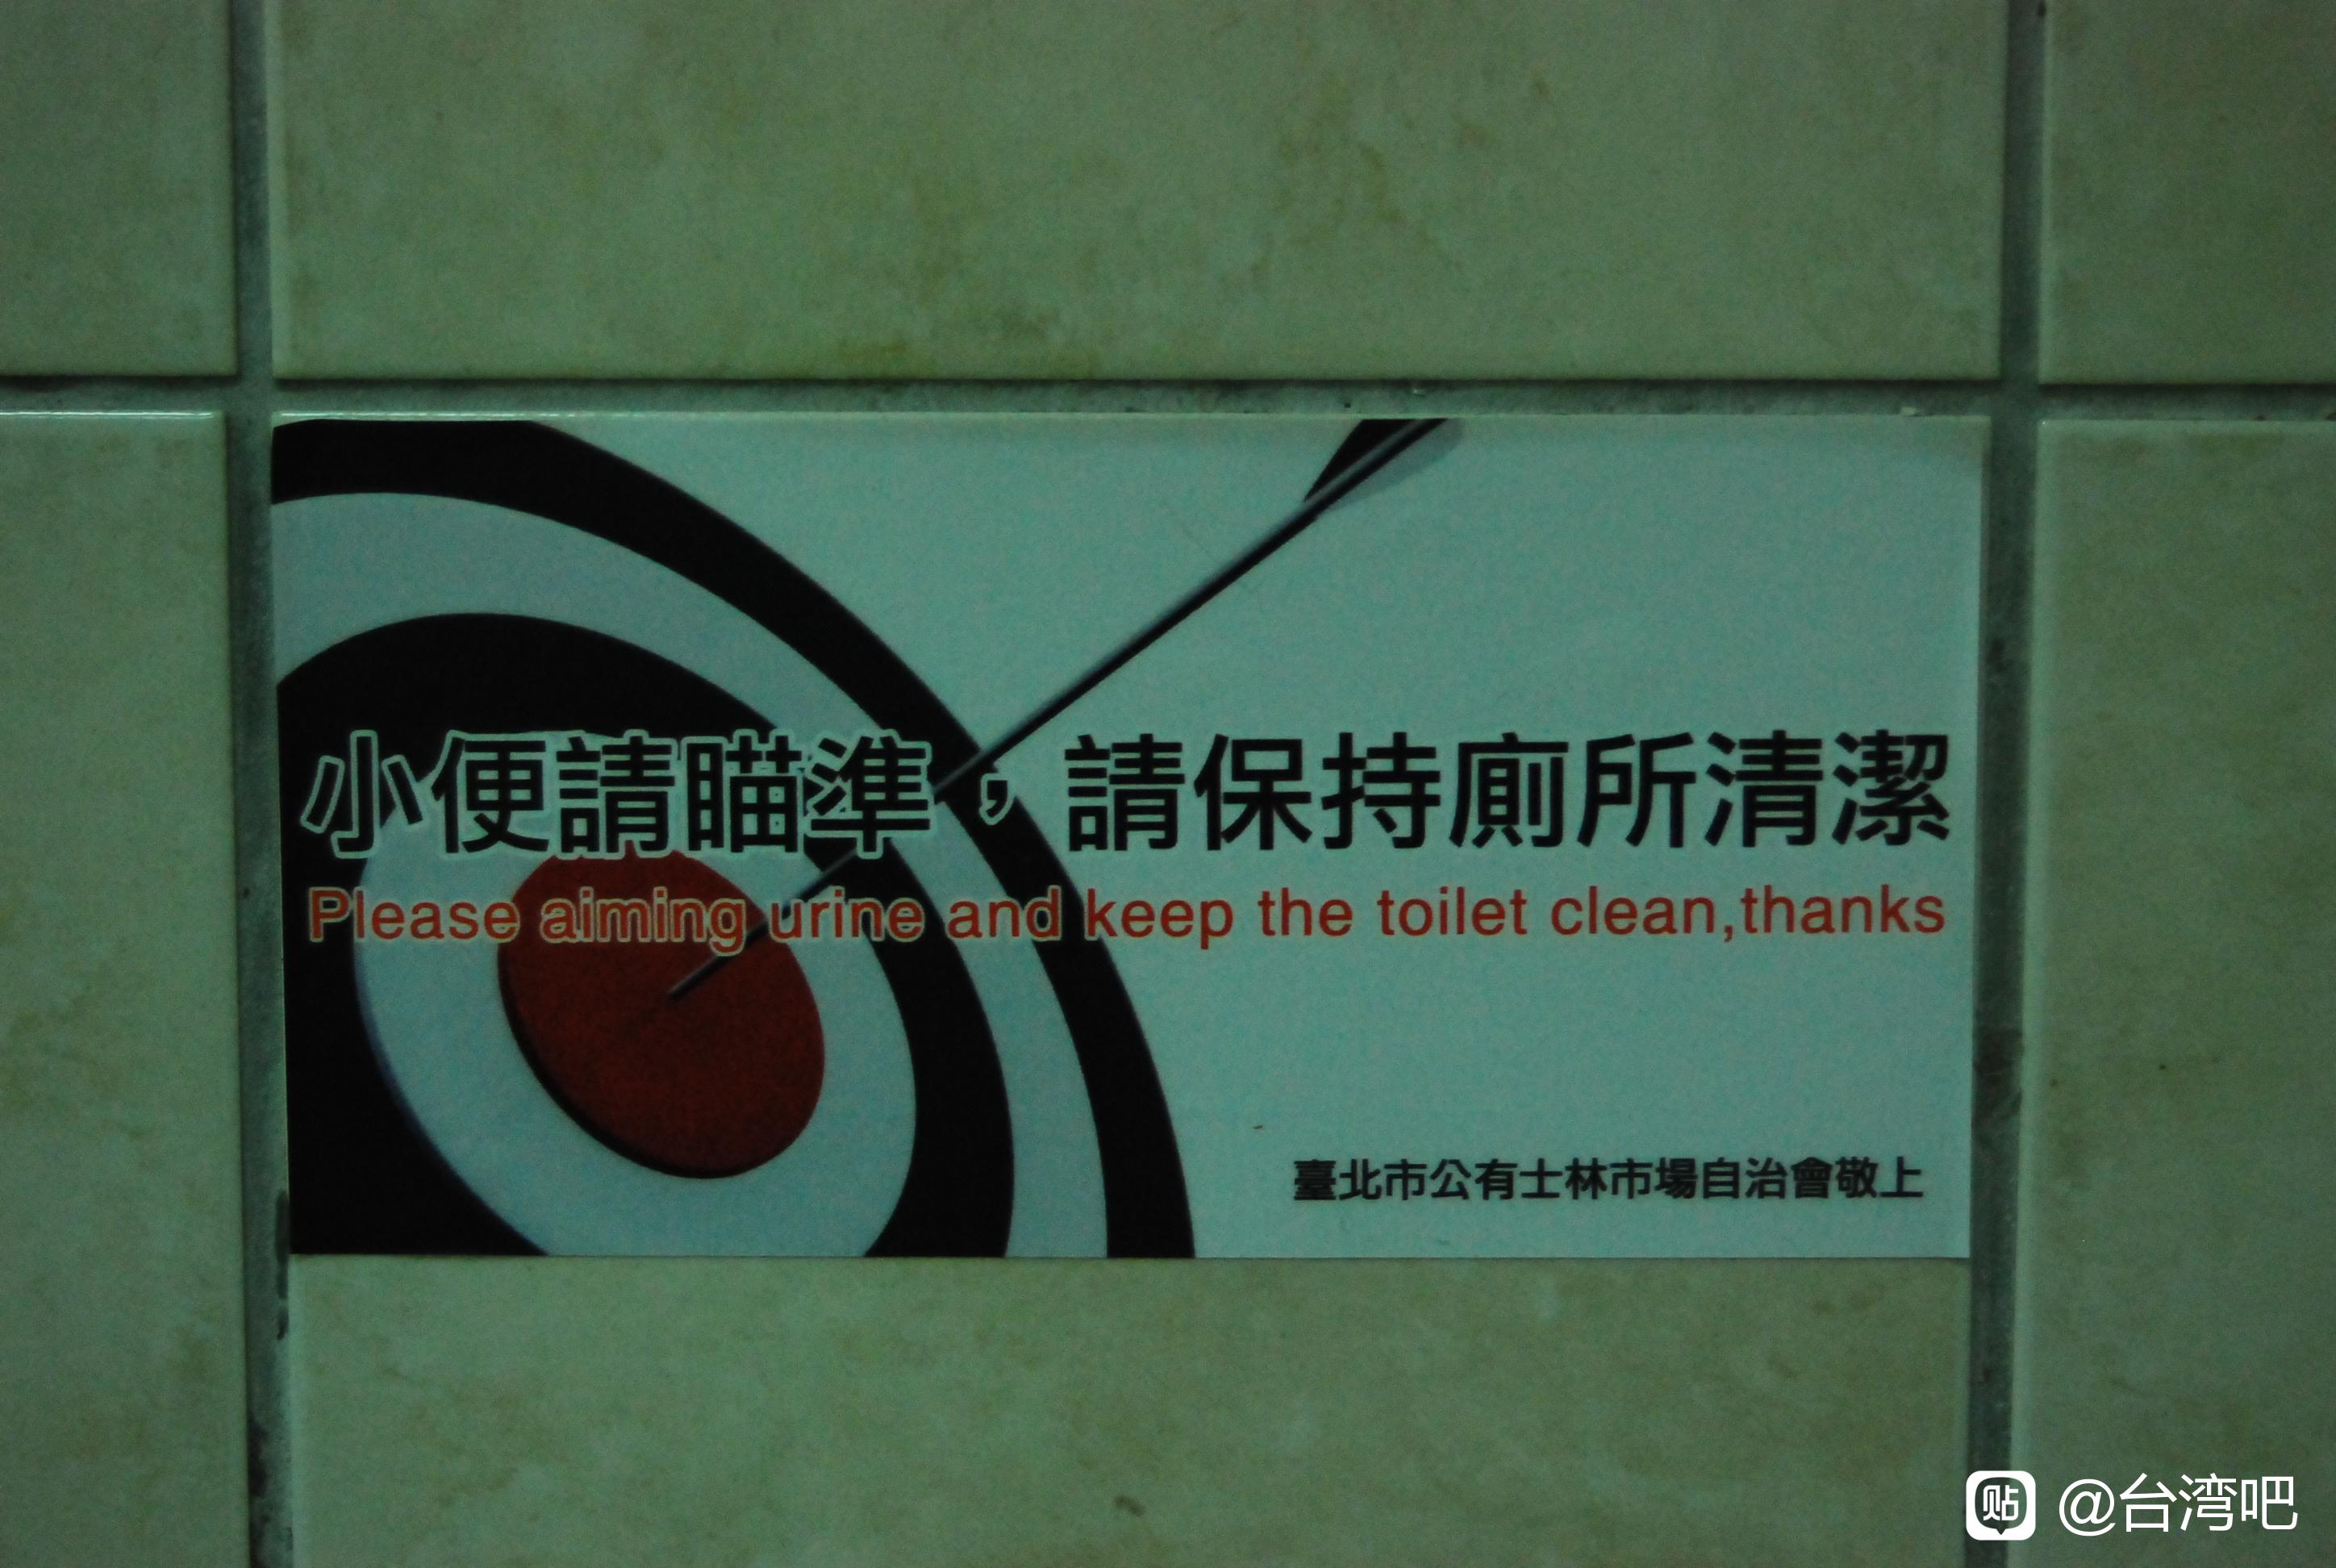 小便請瞄準，請保持廁所清潔
Please aiming urine and keep the toilet clean,thanks
臺北市公有士林市場自治會敬上
贴 @台湾吧